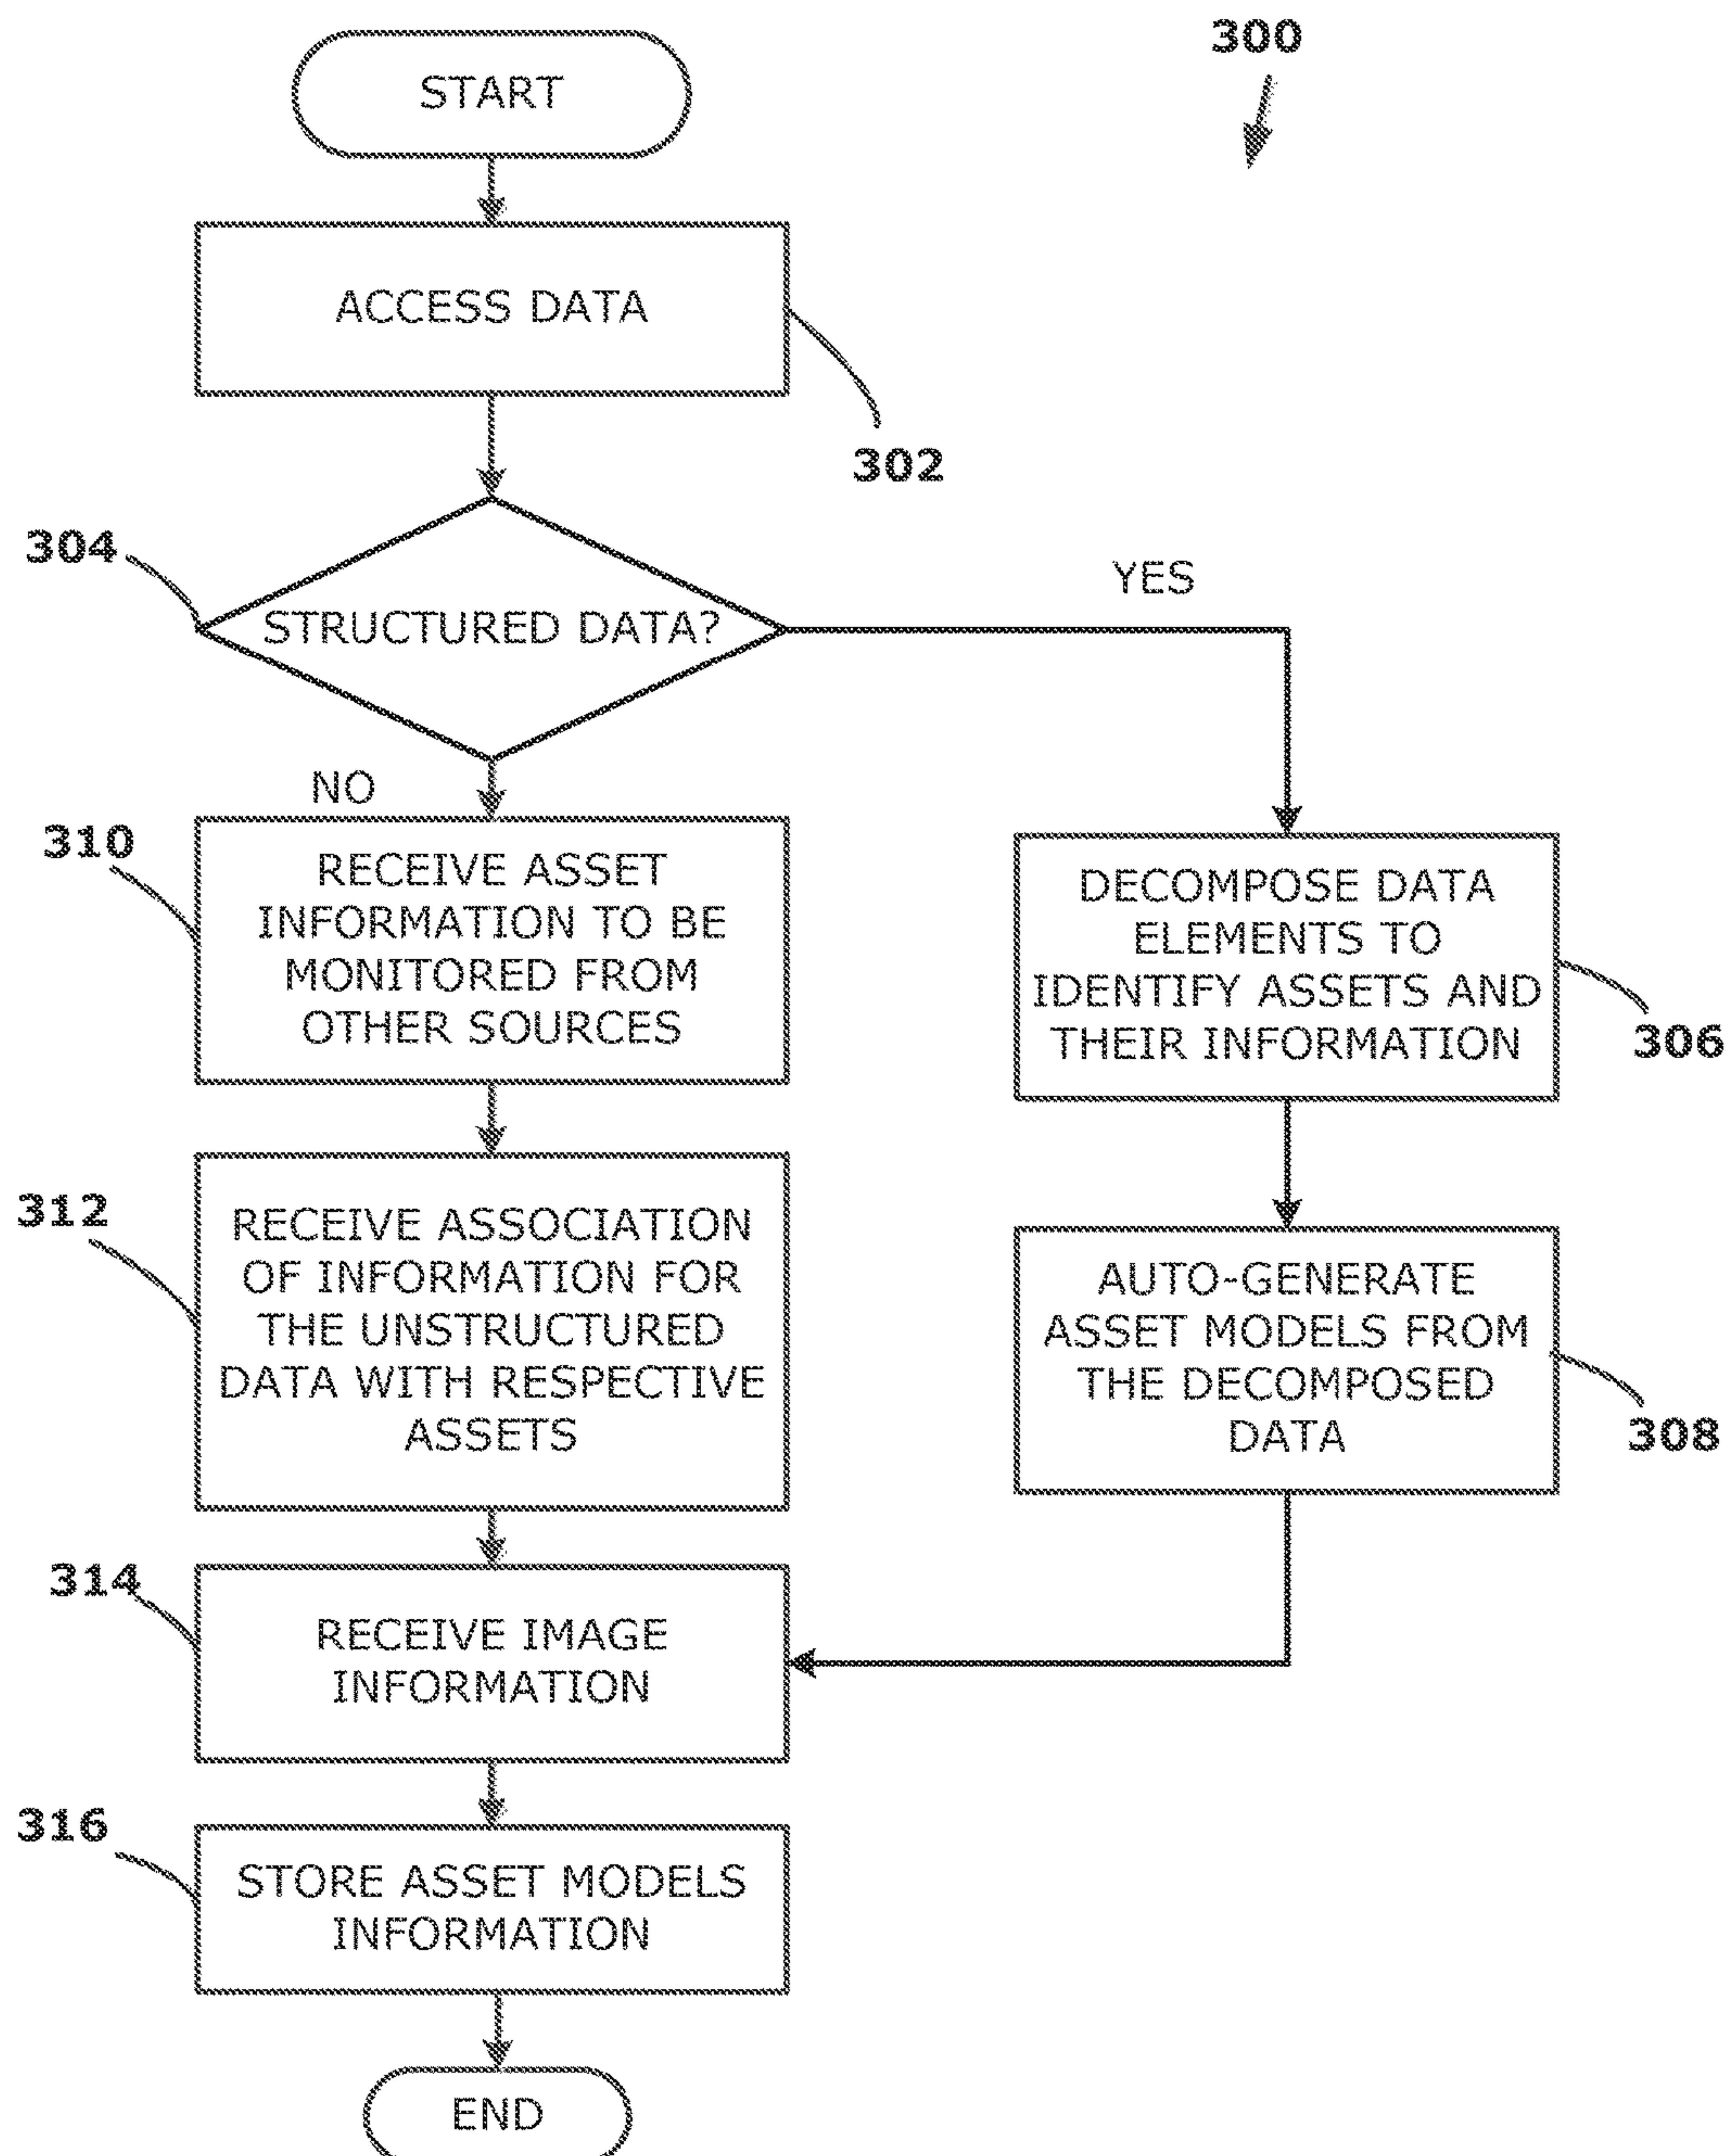 300
START
ACCESS DATA
302
304
STRUCTURED DATA?
YES
NO
310
RECEIVE ASSET
INFORMATION TO BE
MONITORED FROM
OTHER SOURCES
DECOMPOSE DATA
ELEMENTS TO
IDENTIFY ASSETS AND
THEIR INFORMATION
306
312
RECEIVE ASSOCIATION
OF INFORMATION FOR
THE UNSTRUCTURED
DATA WITH RESPECTIVE
ASSETS
AUTO-GENERATE
ASSET MODELS FROM
THE DECOMPOSED
DATA
308
314
RECEIVE IMAGE
INFORMATION
316
STORE ASSET MODELS
INFORMATION
END